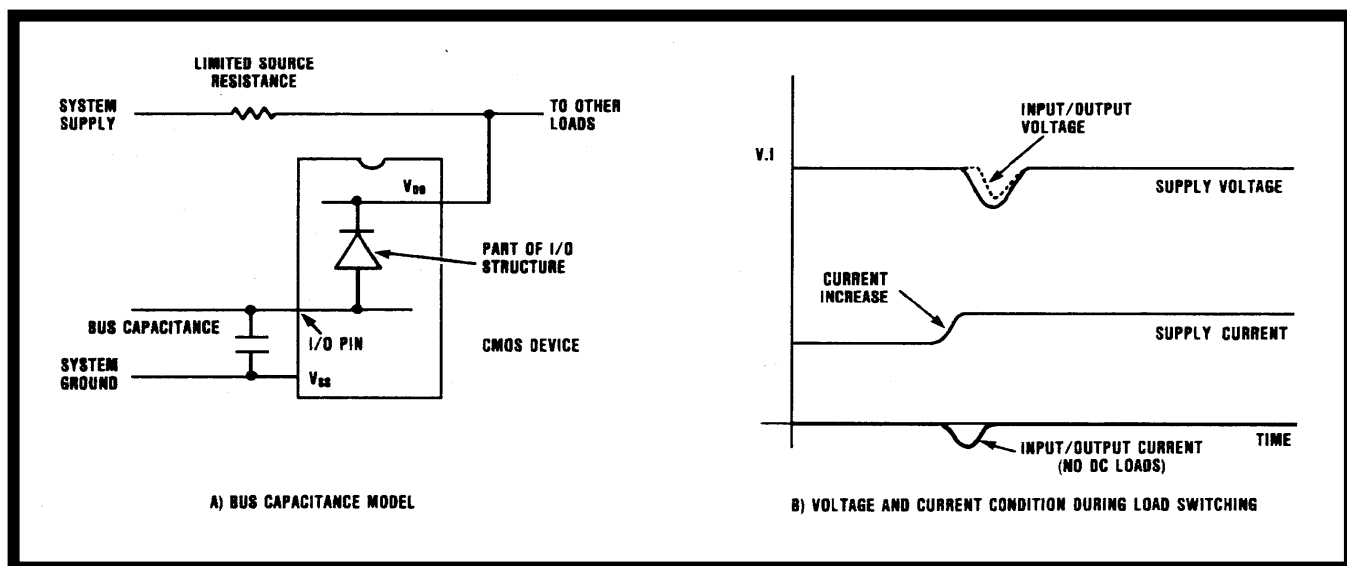 LIMITED SOURCE
RESISTANCE
SYSTEM
SUPPLY
TO OTHER
LOADS
VDD
PART OF I/O
STRUCTURE
BUS CAPACITANCE
I/O PIN
CMOS DEVICE
SYSTEM
GROUND
VSS
A) BUS CAPACITANCE MODEL
INPUT/OUTPUT
VOLTAGE
V.I
SUPPLY VOLTAGE
CURRENT
INCREASE
SUPPLY CURRENT
TIME
INPUT/OUTPUT CURRENT
(NO DC LOADS)
B) VOLTAGE AND CURRENT CONDITION DURING LOAD SWITCHING